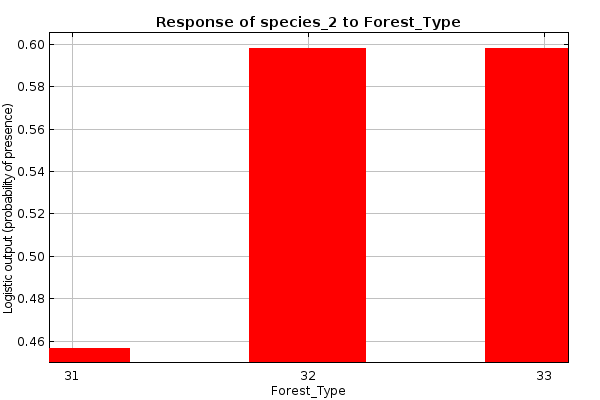 Response of species_2 to Forest_Type
Logistic output (probability of presence)
0.60
0.58
0.56
0.54
0.52
0.50
0.48
0.46
31 32 33
Forest_Type